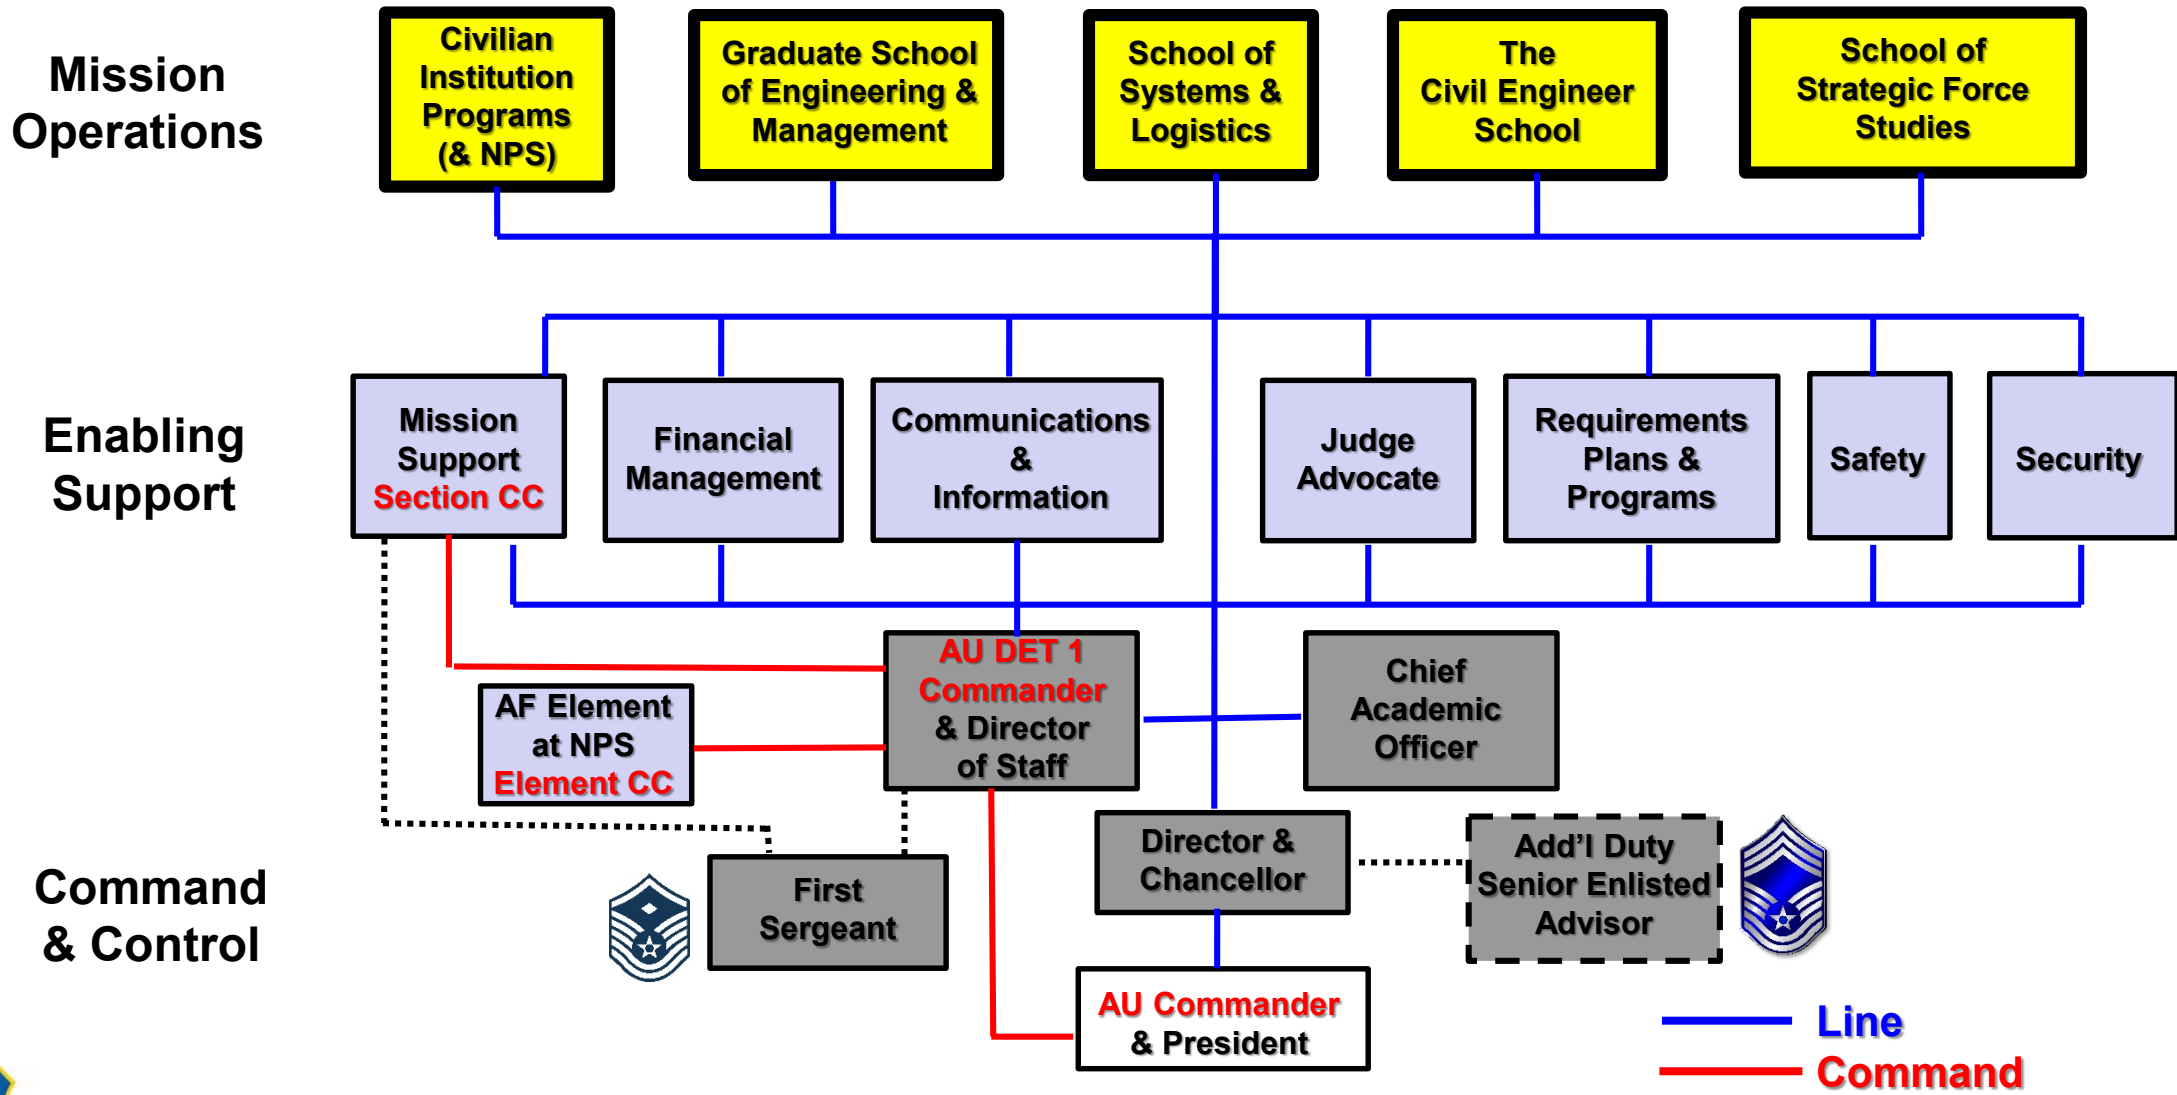 Mission
Operations
Civilian
Institution
Programs
(& NPS)
Graduate School
of Engineering &
Management
School of
Systems &
Logistics
The
Civil Engineer
School
School of
Strategic Force
Studies
Enabling
Support
Mission
Support
Section CC
Financial
Management
Communications
&
Information
Judge
Advocate
Requirements
Plans &
Programs
Safety
Security
AU DET 1
Commander
& Director
of Staff
Chief
Academic
Officer
AF Element
at NPS
Element CC
Command
& Control
First
Sergeant
Director &
Chancellor
Add'l Duty
Senior Enlisted
Advisor
AU Commander
& President
Line
Command